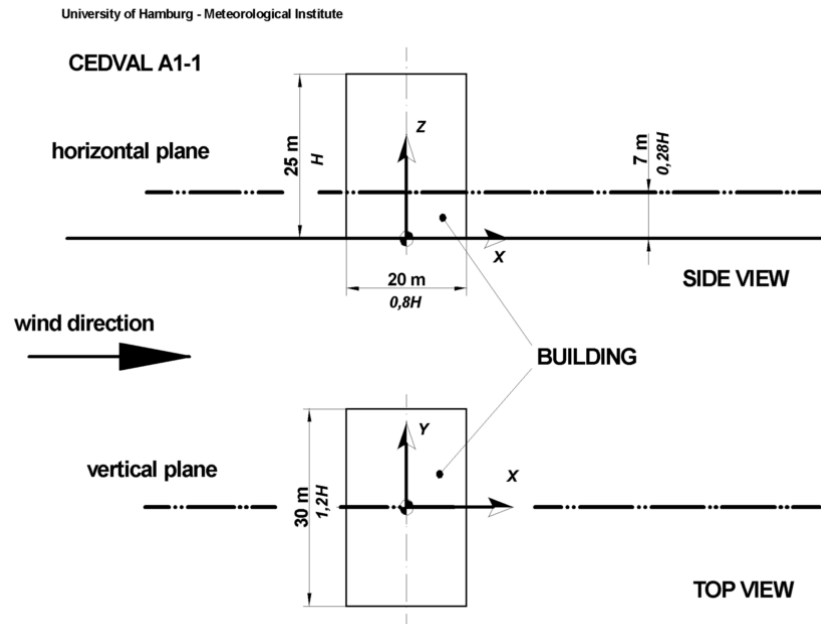 University of Hamburg - Meteorological Institute
CEDVAL A1-1
Z
horizontal plane
25 m
H
7 m
0,28H
X
20 m
0,8H
SIDE VIEW
wind direction
BUILDING
Y
vertical plane
X
30 m
1,2H
TOP VIEW